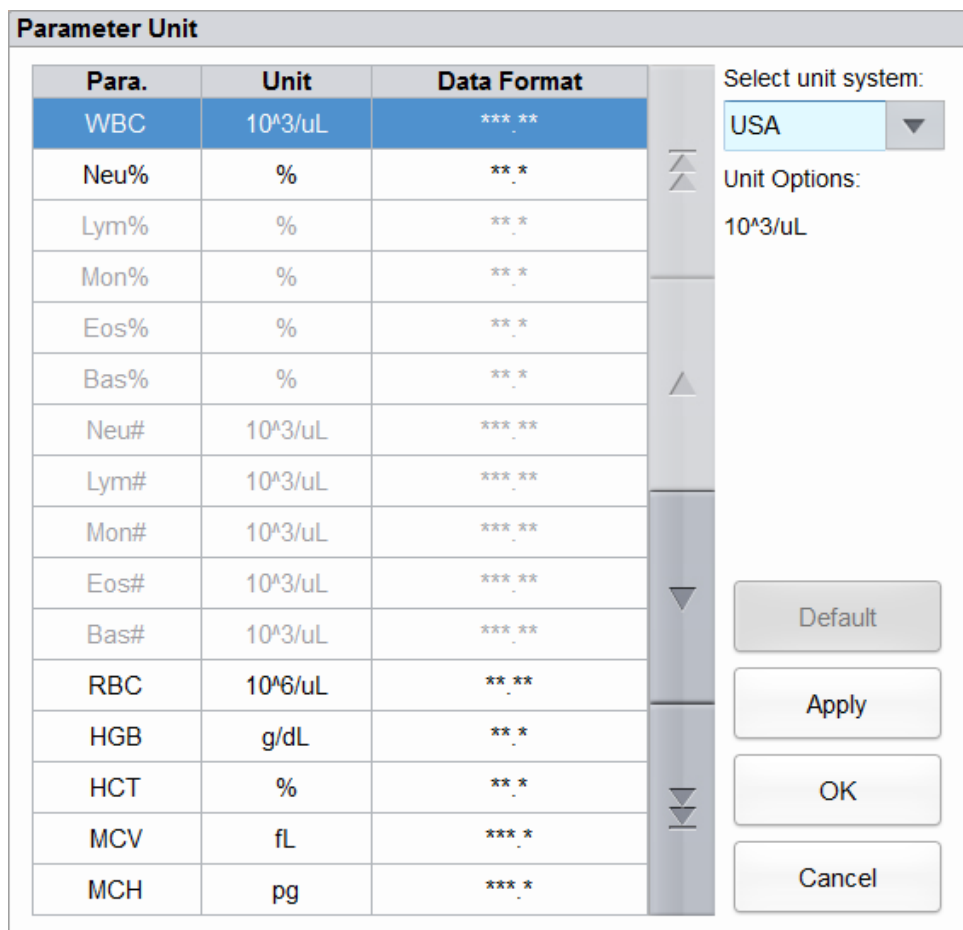 Parameter Unit
Para. Unit Data Format
WBC 10^3/uL ***.**
Neu% % **.*
Lym% % **.*
Mon% % **.*
Eos% % **.*
Bas% % **.*
Neu# 10^3/uL ***.**
Lym# 10^3/uL ***.**
Mon# 10^3/uL ***.**
Eos# 10^3/uL ***.**
Bas# 10^3/uL ***.**
RBC 10^6/uL **.**
HGB g/dL **.*
HCT % **.*
MCV fL ***.*
MCH pg ***.*
Select unit system:
USA
Unit Options:
10^3/uL
Default
Apply
OK
Cancel